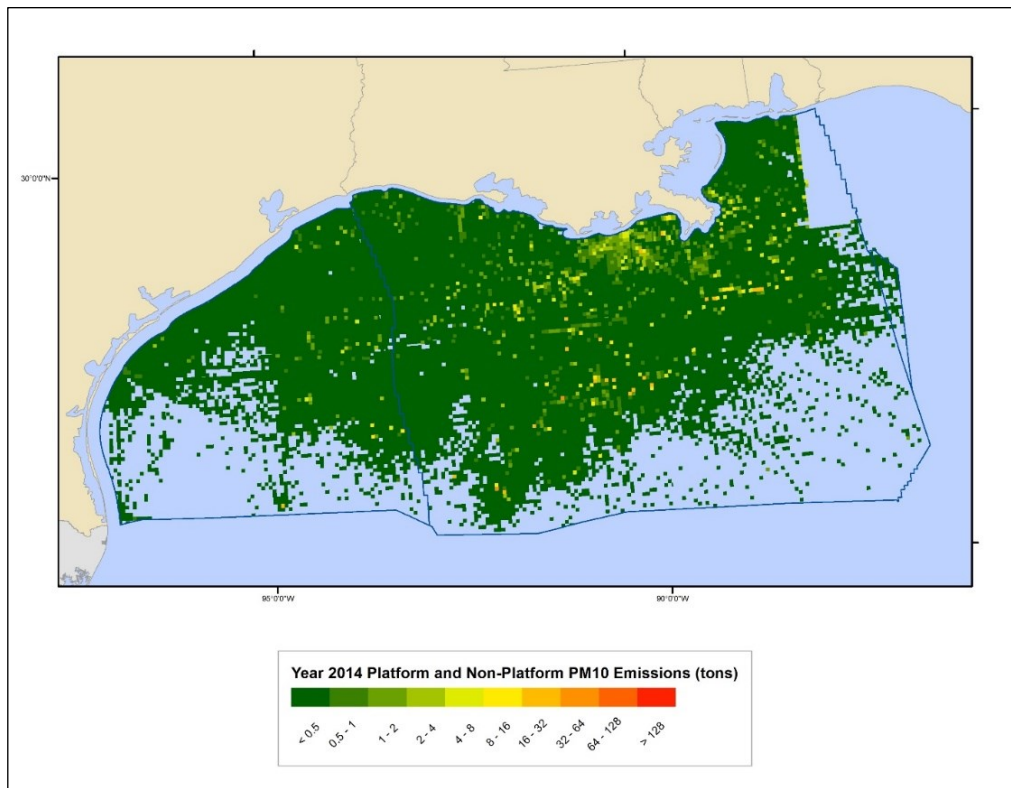 30°0'0"N
95°0'0"W
90°0'0"W
Year 2014 Platform and Non-Platform PM10 Emissions (tons)
< 0.5
0.5 - 1
1 - 2
2 - 4
4 - 8
8 - 16
16 - 32
32 - 64
64 - 128
> 128